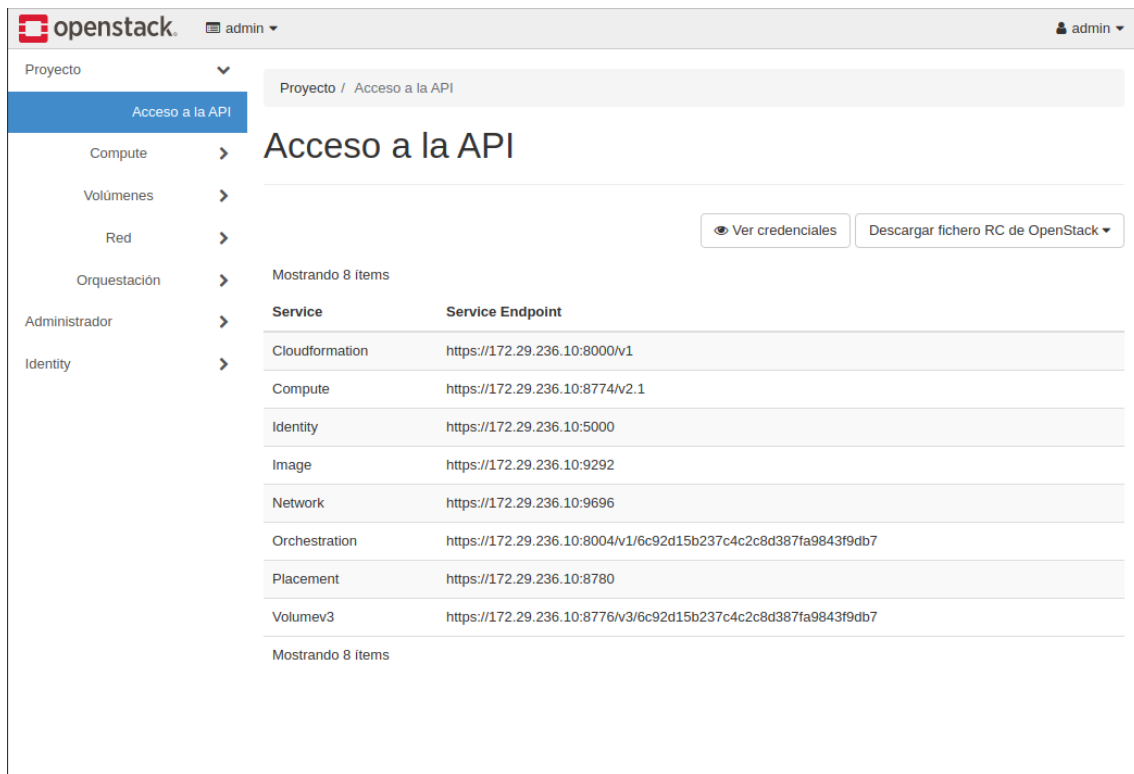 openstack. admin admin
Proyecto
Acceso a la API
Compute
Volúmenes
Red
Orquestación
Administrador
Identity
Proyecto / Acceso a la API
Acceso a la API
Ver credenciales Descargar fichero RC de OpenStack
Mostrando 8 ítems
Service Service Endpoint
Cloudformation https://172.29.236.10:8000/v1
Compute https://172.29.236.10:8774/v2.1
Identity https://172.29.236.10:5000
Image https://172.29.236.10:9292
Network https://172.29.236.10:9696
Orchestration https://172.29.236.10:8004/v1/6c92d15b237c4c2c8d387fa9843f9db7
Placement https://172.29.236.10:8780
Volumev3 https://172.29.236.10:8776/v3/6c92d15b237c4c2c8d387fa9843f9db7
Mostrando 8 ítems